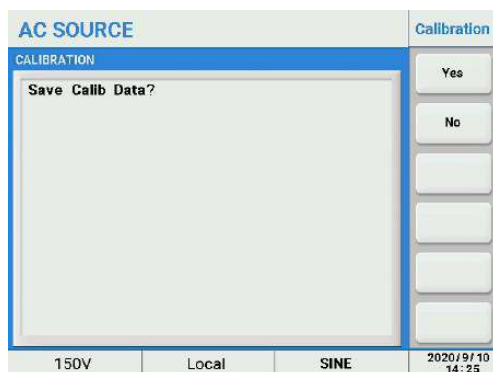 AC SOURCE
Calibration
CALIBRATION
Save Calib Data?
Yes
No
150V
Local
SINE
2020/9/10
14:25